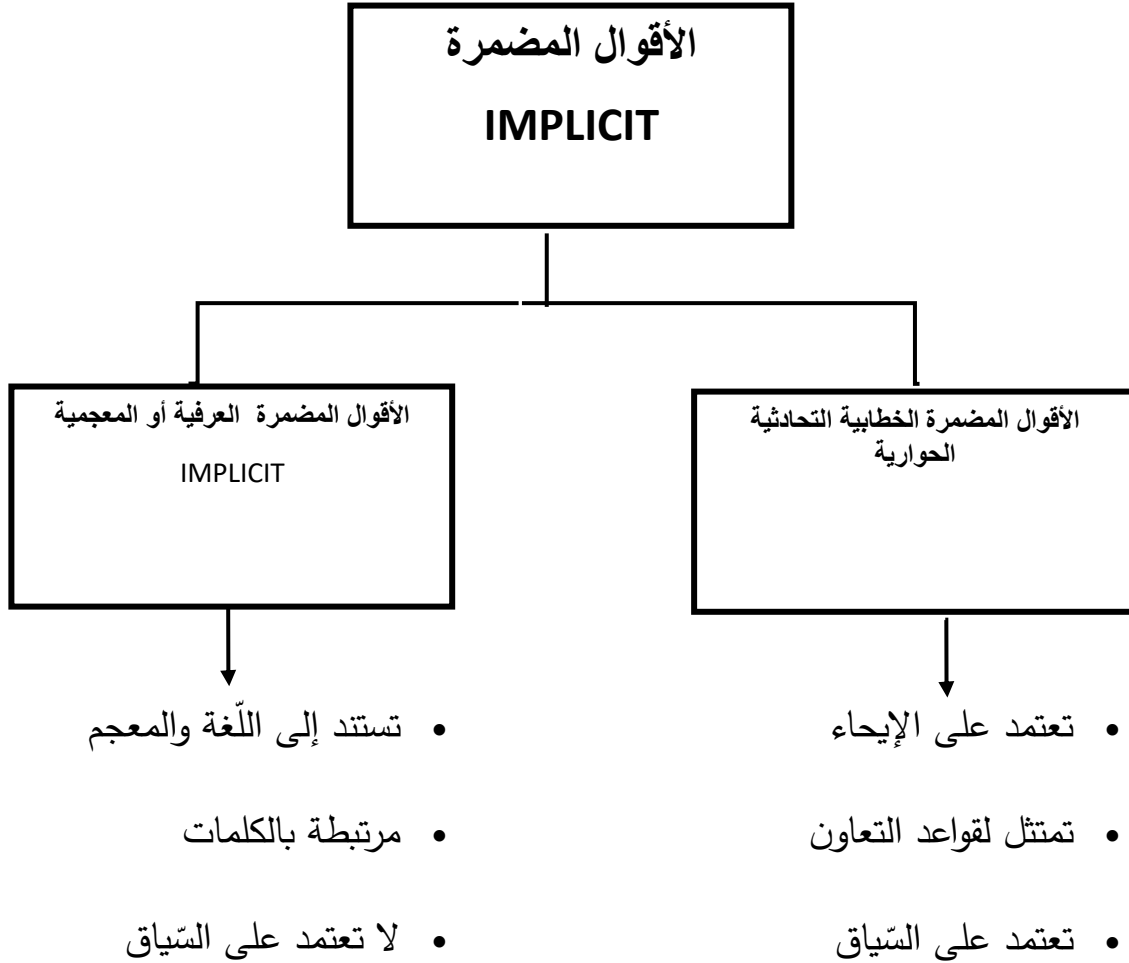 الأقوال المضمرة
IMPLICIT
الأقوال المضمرة الخطابية التحادثية
الحوارية
الأقوال المضمرة العرفية أو المعجمية
IMPLICIT
• تعتمد على الإيحاء
• تمتثل لقواعد التعاون
• تعتمد على السّياق
• تستند إلى اللّغة والمعجم
• مرتبطة بالكلمات
• لا تعتمد على السّياق